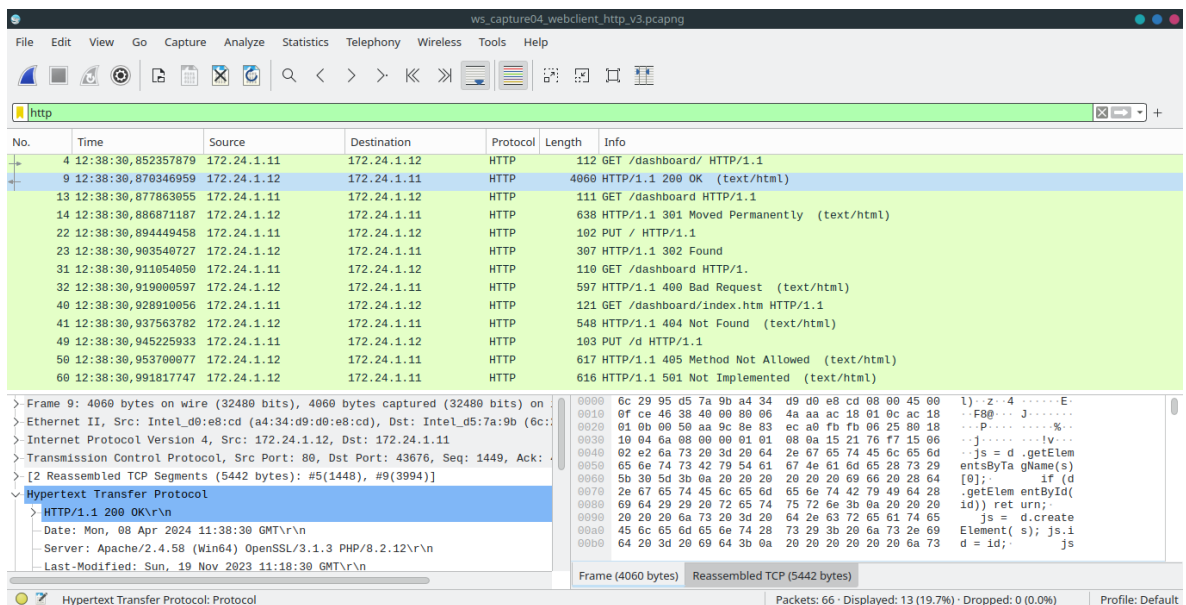 ws_capture04_webclient_http_v3.pcapng
File Edit View Go Capture Analyze Statistics Telephony Wireless Tools Help
http
No. Time Source Destination Protocol Length Info
4 12:38:30,852357879 172.24.1.11 172.24.1.12 HTTP 112 GET /dashboard/ HTTP/1.1
9 12:38:30,870346959 172.24.1.12 172.24.1.11 HTTP 4060 HTTP/1.1 200 OK (text/html)
13 12:38:30,877863055 172.24.1.11 172.24.1.12 HTTP 111 GET /dashboard HTTP/1.1
14 12:38:30,886871187 172.24.1.12 172.24.1.11 HTTP 638 HTTP/1.1 301 Moved Permanently (text/html)
22 12:38:30,894449458 172.24.1.11 172.24.1.12 HTTP 102 PUT / HTTP/1.1
23 12:38:30,903540727 172.24.1.12 172.24.1.11 HTTP 307 HTTP/1.1 302 Found
31 12:38:30,911054050 172.24.1.11 172.24.1.12 HTTP 110 GET /dashboard HTTP/1.
32 12:38:30,919000597 172.24.1.12 172.24.1.11 HTTP 597 HTTP/1.1 400 Bad Request (text/html)
40 12:38:30,928910056 172.24.1.11 172.24.1.12 HTTP 121 GET /dashboard/index.htm HTTP/1.1
41 12:38:30,937563782 172.24.1.12 172.24.1.11 HTTP 548 HTTP/1.1 404 Not Found (text/html)
49 12:38:30,945225933 172.24.1.11 172.24.1.12 HTTP 103 PUT /d HTTP/1.1
50 12:38:30,953700077 172.24.1.12 172.24.1.11 HTTP 617 HTTP/1.1 405 Method Not Allowed (text/html)
60 12:38:30,991817747 172.24.1.12 172.24.1.11 HTTP 616 HTTP/1.1 501 Not Implemented (text/html)
Frame 9: 4060 bytes on wire (32480 bits), 4060 bytes captured (32480 bits) on
Ethernet II, Src: Intel_d0:e8:cd (a4:34:d9:d0:e8:cd), Dst: Intel_d5:7a:9b (6c:
Internet Protocol Version 4, Src: 172.24.1.12, Dst: 172.24.1.11
Transmission Control Protocol, Src Port: 80, Dst Port: 43676, Seq: 1449, Ack:
[2 Reassembled TCP Segments (5442 bytes): #5(1448), #9(3994)]
Hypertext Transfer Protocol
HTTP/1.1 200 OK\r\n
Date: Mon, 08 Apr 2024 11:38:30 GMT\r\n
Server: Apache/2.4.58 (Win64) OpenSSL/3.1.3 PHP/8.2.12\r\n
Last-Modified: Sun, 19 Nov 2023 11:18:30 GMT\r\n
0000 6c 29 95 d5 7a 9b a4 34 d9 d0 e8 cd 08 00 45 00 l)··z··4 ······E·
0010 0f ce 46 38 40 00 80 06 4a aa ac 18 01 0c ac 18 ··F8@··· J·······
0020 01 0b 00 50 aa 9c 8e 83 ec a0 fb fb 06 25 80 18 ···P···· ·····%··
0030 10 04 6a 08 00 00 01 01 08 0a 15 21 76 f7 15 06 ··j····· ···!v···
0040 02 e2 6a 73 20 3d 20 64 2e 67 65 74 45 6c 65 6d ··js = d .getElem
0050 65 6e 74 73 42 79 54 61 67 4e 61 6d 65 28 73 29 entsByTa gName(s)
0060 5b 30 5d 3b 0a 20 20 20 20 20 20 69 66 20 28 64 [0];· if (d
0070 2e 67 65 74 45 6c 65 6d 65 6e 74 42 79 49 64 28 .getElem entById(
0080 69 64 29 29 20 72 65 74 75 72 6e 3b 0a 20 20 20 id)) ret urn;·
0090 20 20 20 6a 73 20 3d 20 64 2e 63 72 65 61 74 65 js = d.create
00a0 45 6c 65 6d 65 6e 74 28 73 29 3b 20 6a 73 2e 69 Element( s); js.i
00b0 64 20 3d 20 69 64 3b 0a 20 20 20 20 20 20 6a 73 d = id;· js
Frame (4060 bytes) Reassembled TCP (5442 bytes)
Hypertext Transfer Protocol: Protocol Packets: 66 · Displayed: 13 (19.7%) · Dropped: 0 (0.0%) Profile: Default